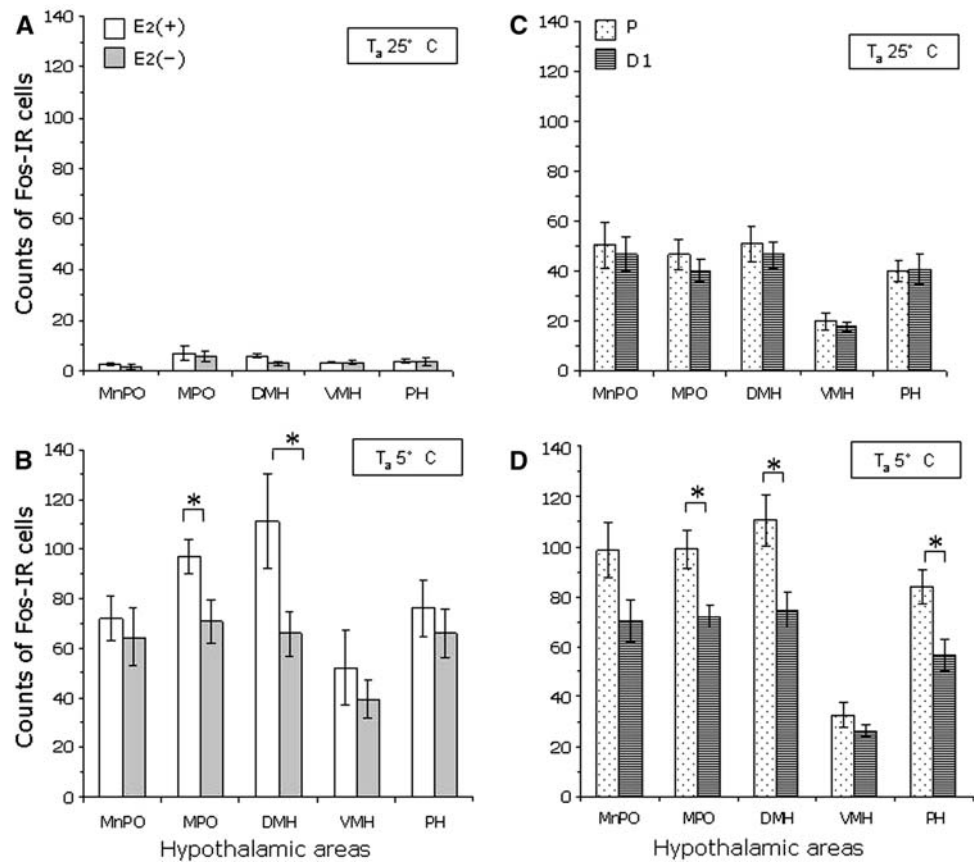 A
E2(+)
E2(−)
Ta 25° C
Counts of Fos-IR cells
140
120
100
80
60
40
20
0
MnPO MPO DMH VMH PH
C
P
D1
Ta 25° C
140
120
100
80
60
40
20
0
MnPO MPO DMH VMH PH
B
Ta 5° C
Counts of Fos-IR cells
140
120
100
80
60
40
20
0
* *
MnPO MPO DMH VMH PH
Hypothalamic areas
D
Ta 5° C
140
120
100
80
60
40
20
0
* * *
MnPO MPO DMH VMH PH
Hypothalamic areas